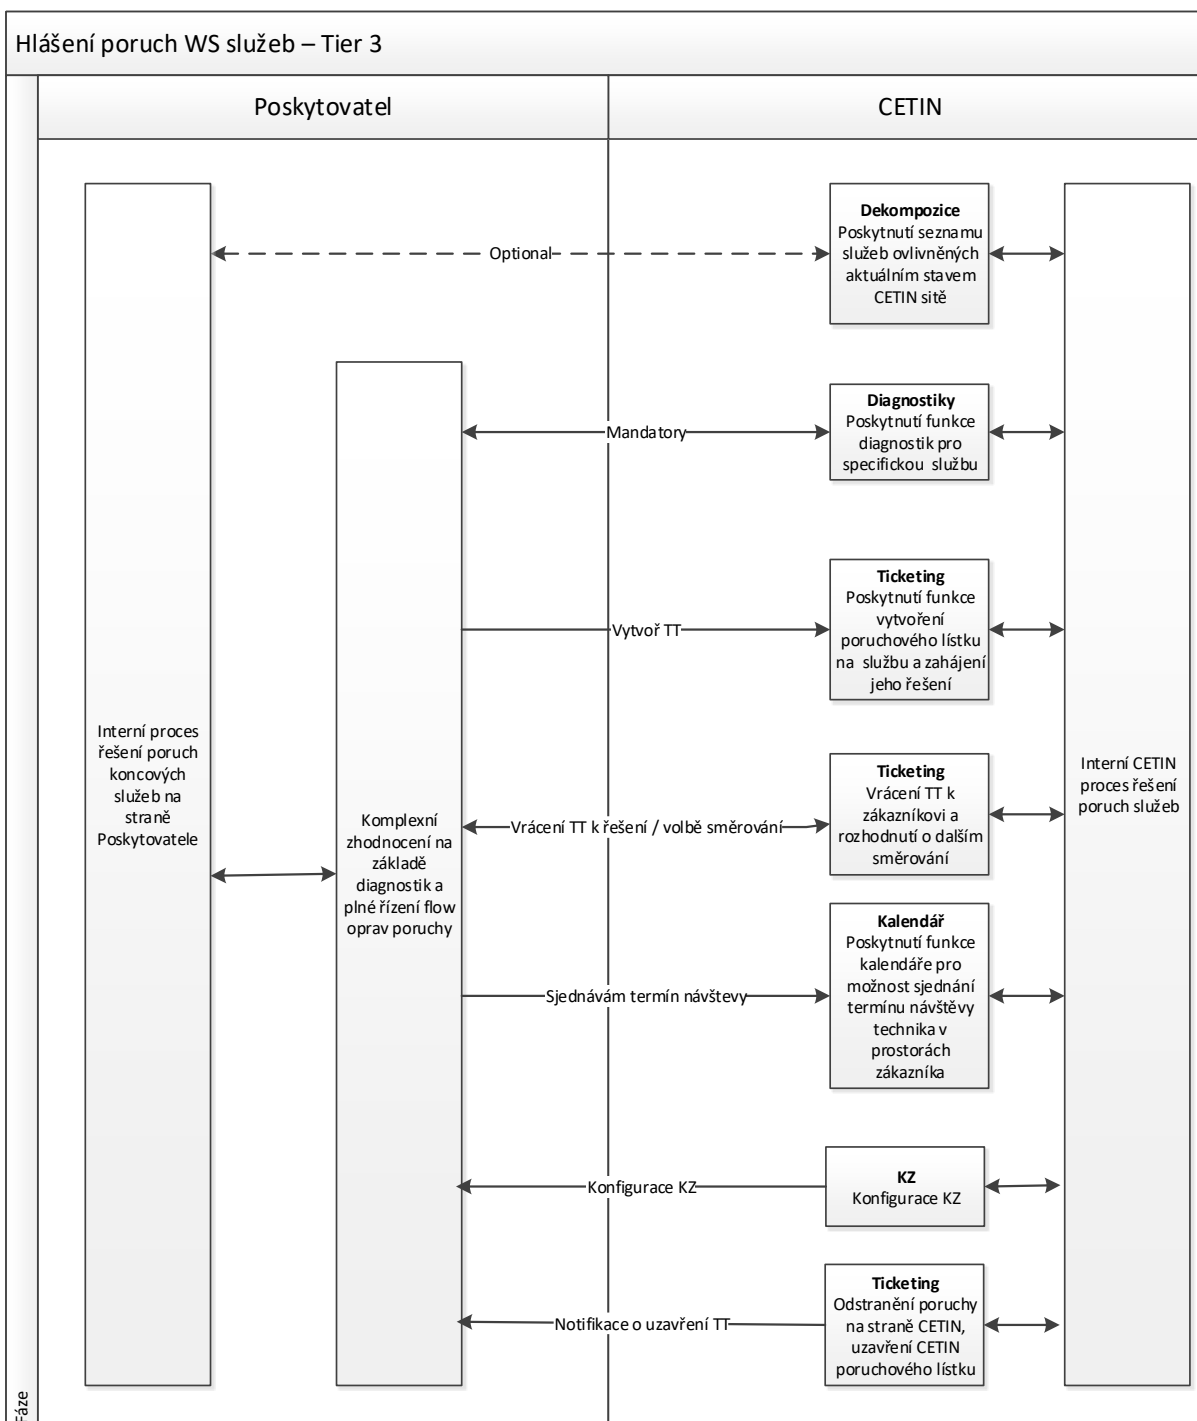 Hlášení poruch WS služeb – Tier 3
Poskytovatel
CETIN
Dekompozice
Poskytnutí seznamu
služeb ovlivněných
aktuálním stavem
CETIN sítě
Optional
Diagnostiky
Poskytnutí funkce
diagnostik pro
specifickou službu
Mandatory
Ticketing
Poskytnutí funkce
vytvoření
poruchového lístku
na službu a zahájení
jeho řešení
Vytvoř TT
Interní proces
řešení poruch
koncových
služeb na
straně
Poskytovatele
Komplexní
zhodnocení na
základě
diagnostik a
plné řízení flow
oprav poruchy
Vrácení TT k řešení / volbě směrování
Ticketing
Vrácení TT k
zákazníkovi a
rozhodnutí o dalším
směrování
Interní CETIN
proces řešení
poruch služeb
Kalendář
Poskytnutí funkce
kalendáře pro
možnost sjednání
termínu návštěvy
technika v
prostorách
zákazníka
Sjednávám termín návštevy
Konfigurace KZ
KZ
Konfigurace KZ
Notifikace o uzavření TT
Ticketing
Odstranění poruchy
na straně CETIN,
uzavření CETIN
poruchového lístku
Fáze